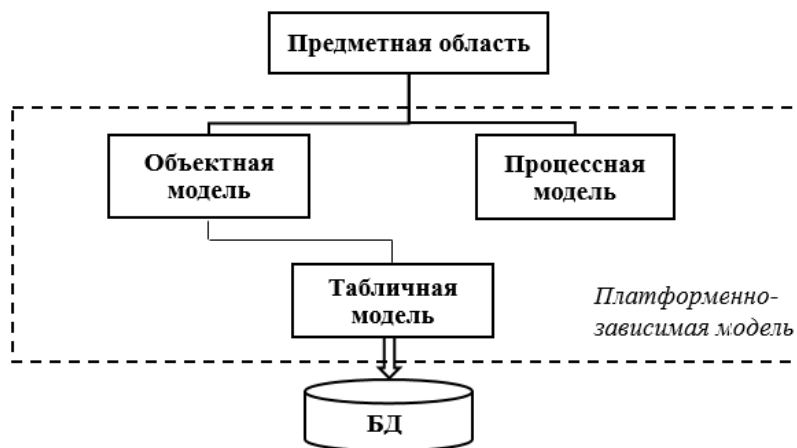 Предметная область
Объектная
модель
Процессная
модель
Табличная
модель
Платформенно-
зависимая модель
БД